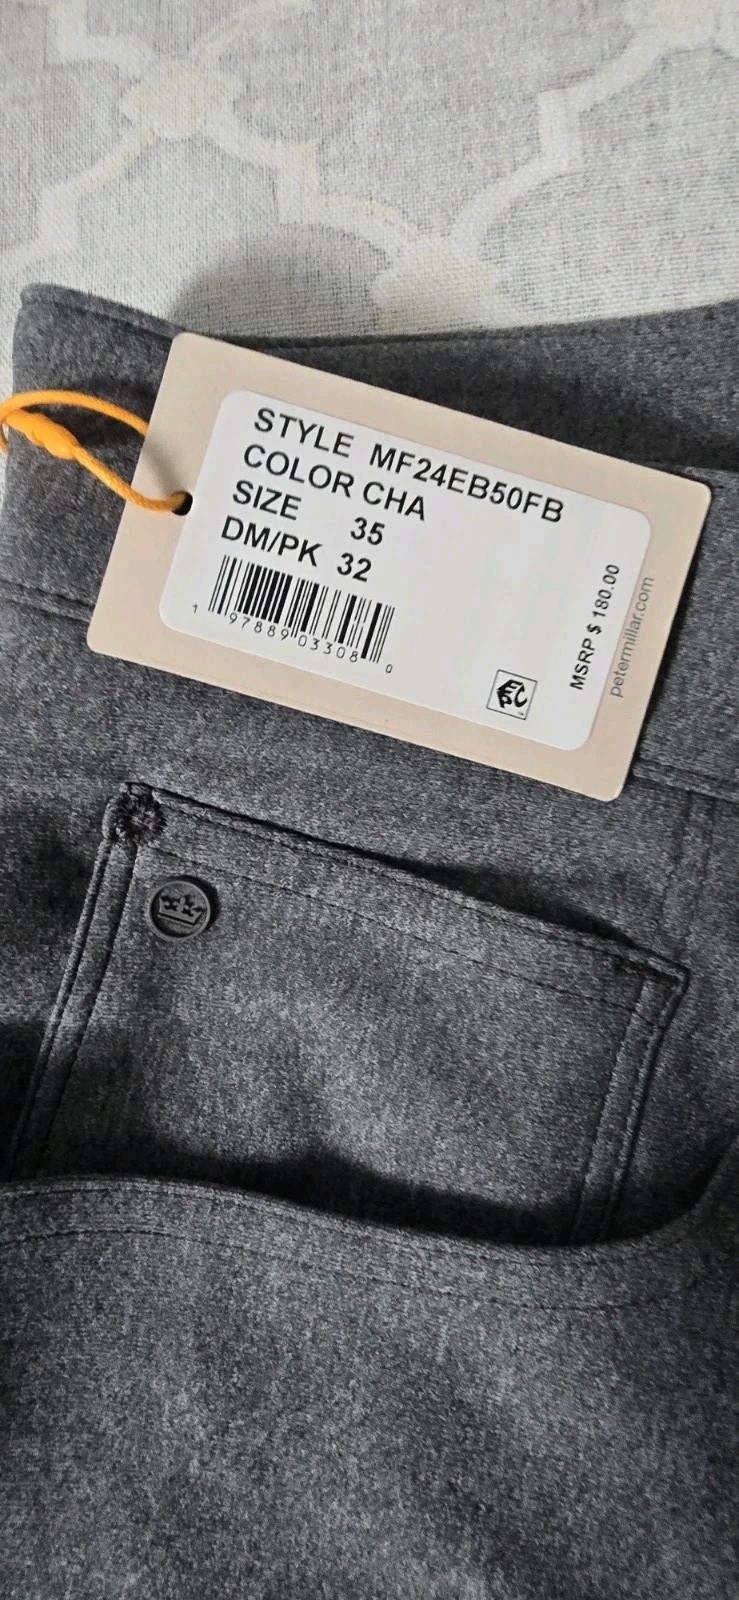 STYLE MF24EB50FB
COLOR CHA
SIZE 35
DM/PK 32
1 97889 03308 0
MSRP $ 180.00
petermillar.com